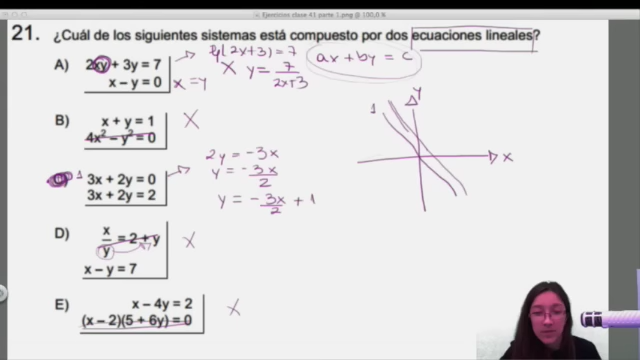 Ejercicios clase 41 parte 1.png @ 100,0 %
21. ¿Cuál de los siguientes sistemas está compuesto por dos ecuaciones lineales?
A) 2xy + 3y = 7
x – y = 0
x = y
y(2x+3) = 7
X y = 7/(2x+3)
ax + by = c
B) x + y = 1
4x² – y² = 0
X
C) 3x + 2y = 0
3x + 2y = 2
1
2y = -3x
y = -3x/2
y = -3x/2 + 1
1
y
x
D) x/y = 2 + y
x – y = 7
X
E) x – 4y = 2
(x – 2)(5 + 6y) = 0
X